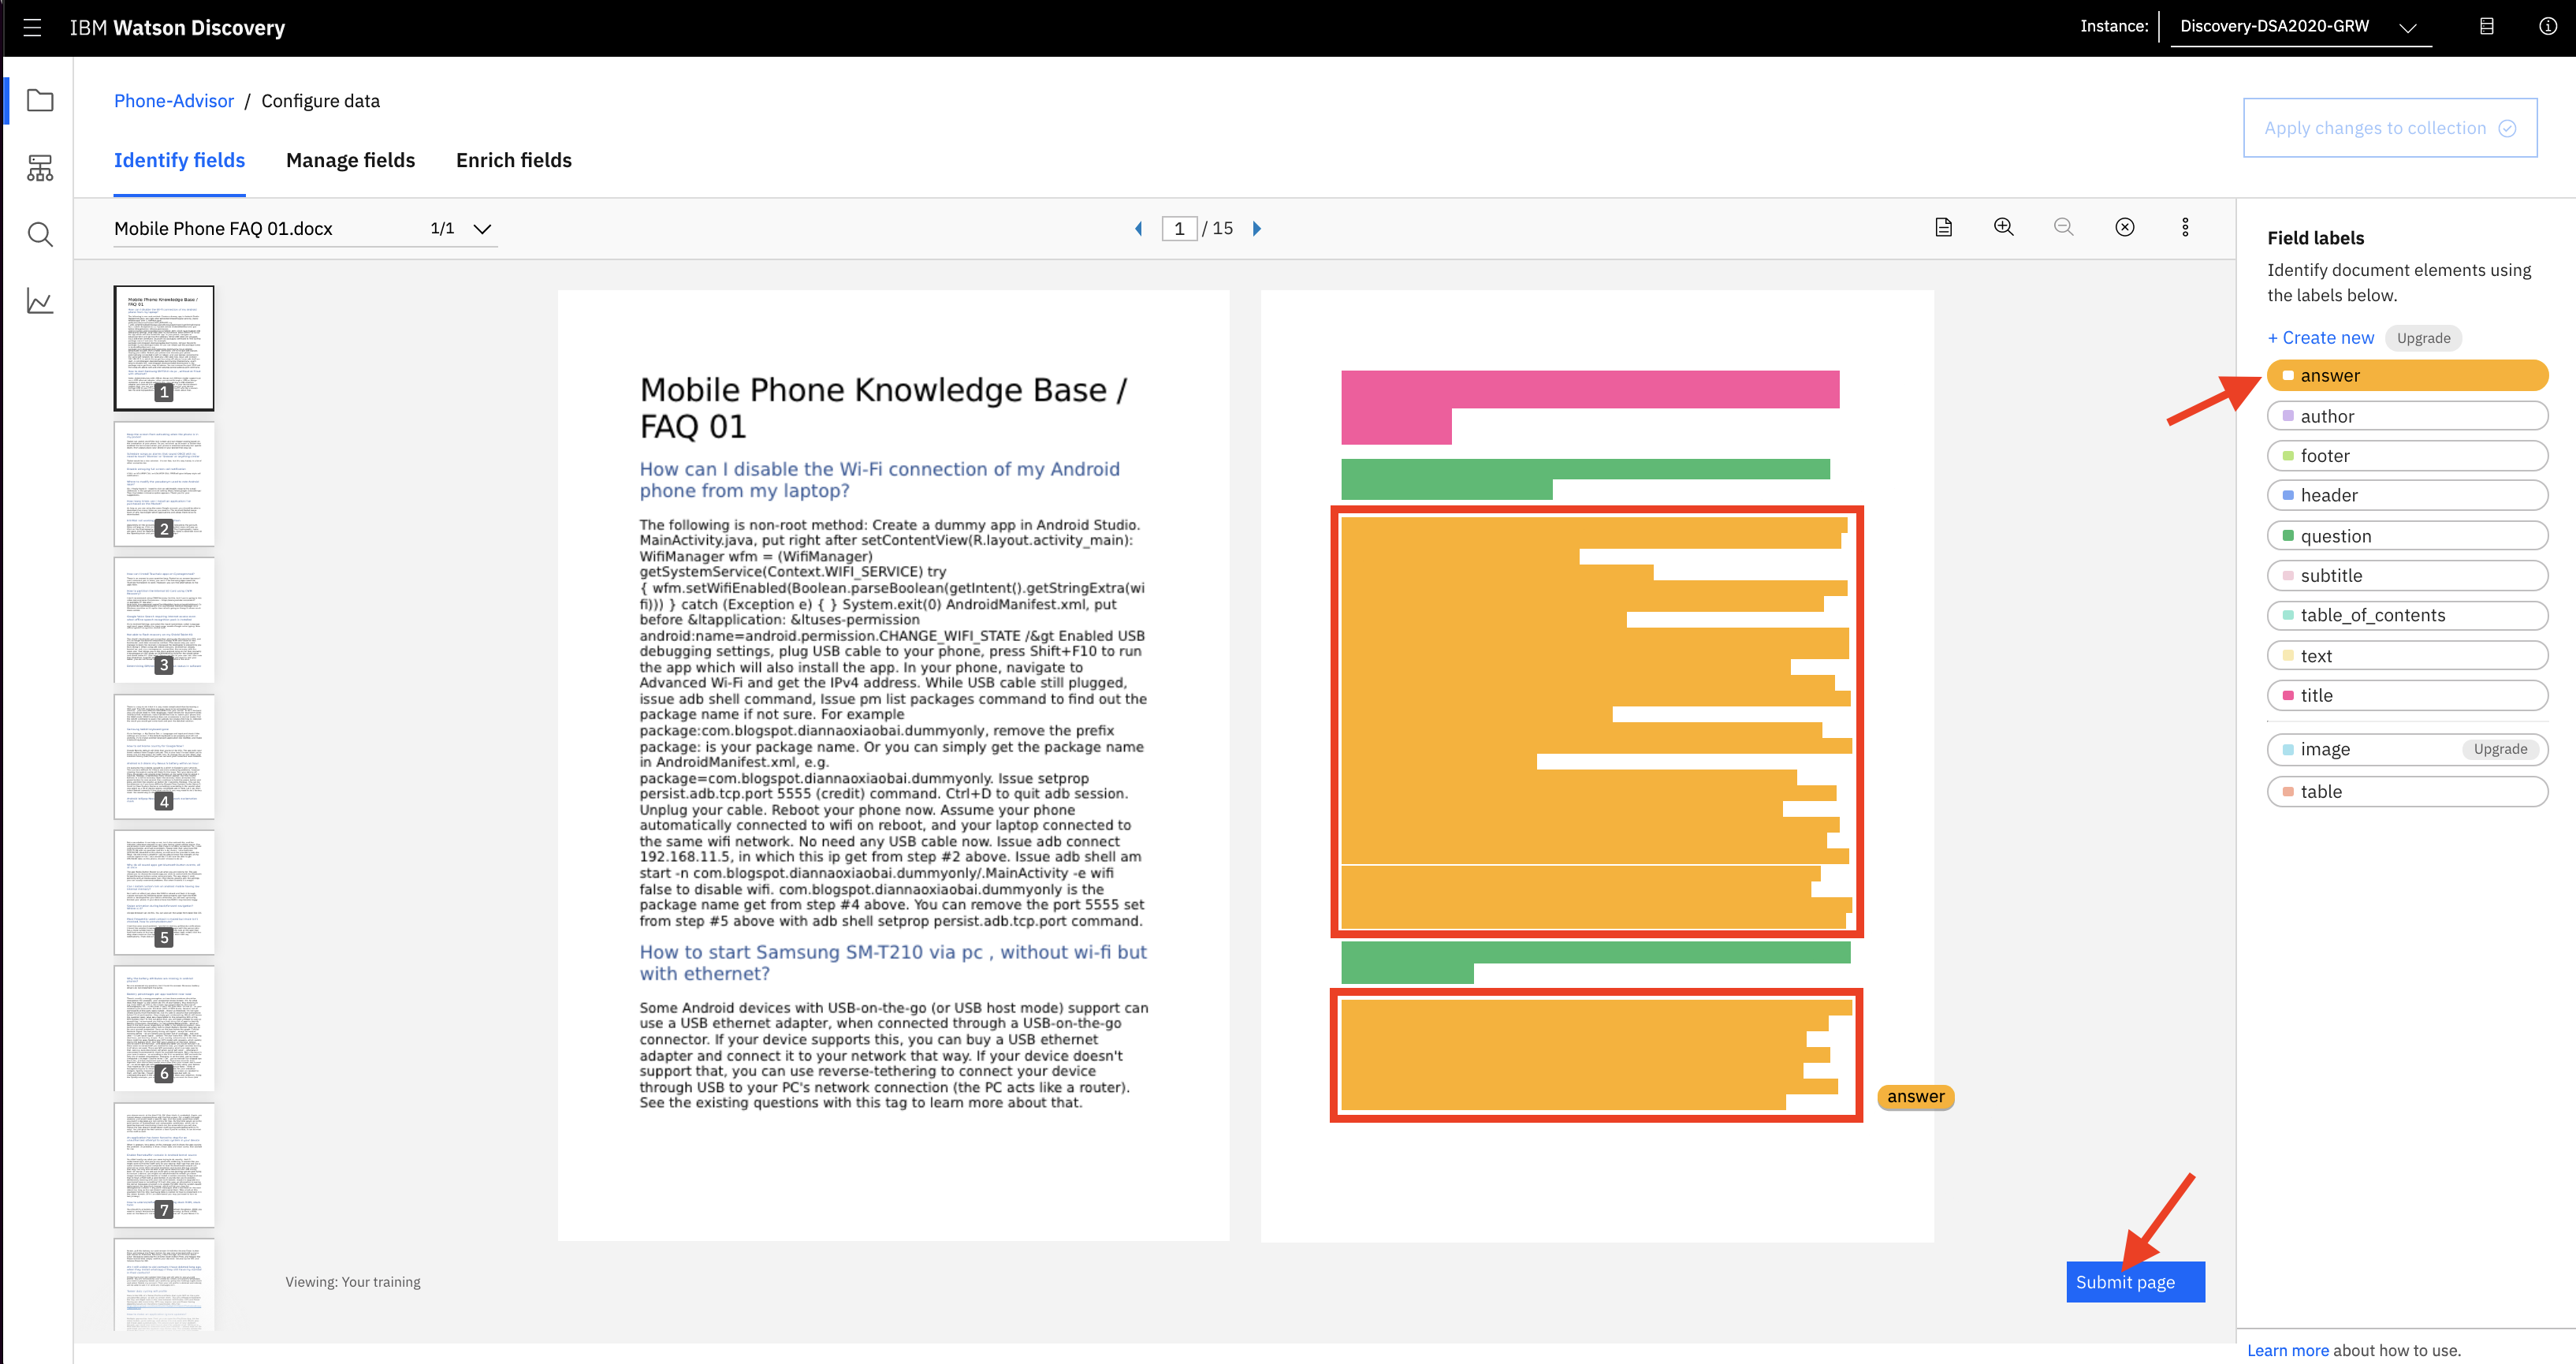 IBM Watson Discovery
Instance:
Discovery-DSA2020-GRW
Phone-Advisor / Configure data
Apply changes to collection
Identify fields
Manage fields
Enrich fields
Mobile Phone FAQ 01.docx
1/1
1 / 15
Mobile Phone Knowledge Base /
FAQ 01
1
2
3
4
5
6
7
Mobile Phone Knowledge Base /
FAQ 01
How can I disable the Wi-Fi connection of my Android
phone from my laptop?
The following is non-root method: Create a dummy app in Android Studio.
MainActivity.java, put right after setContentView(R.layout.activity_main):
WifiManager wfm = (WifiManager)
getSystemService(Context.WIFI_SERVICE) try
{ wfm.setWifiEnabled(Boolean.parseBoolean(getIntent().getStringExtra(wi
fi))) } catch (Exception e) { } System.exit(0) AndroidManifest.xml, put
before &ltapplication: &ltuses-permission
android:name=android.permission.CHANGE_WIFI_STATE /&gt Enabled USB
debugging settings, plug USB cable to your phone, press Shift+F10 to run
the app which will also install the app. In your phone, navigate to
Advanced Wi-Fi and get the IPv4 address. While USB cable still plugged,
issue adb shell command, Issue pm list packages command to find out the
package name if not sure. For example
package:com.blogspot.diannaoxiaobai.dummyonly, remove the prefix
package: is your package name. Or you can simply get the package name
in AndroidManifest.xml, e.g.
package=com.blogspot.diannaoxiaobai.dummyonly. Issue setprop
persist.adb.tcp.port 5555 (credit) command. Ctrl+D to quit adb session.
Unplug your cable. Reboot your phone now. Assume your phone
automatically connected to wifi on reboot, and your laptop connected to
the same wifi network. No need any USB cable now. Issue adb connect
192.168.11.5, in which this ip get from step #2 above. Issue adb shell am
start -n com.blogspot.diannaoxiaobai.dummyonly/.MainActivity -e wifi
false to disable wifi. com.blogspot.diannaoxiaobai.dummyonly is the
package name get from step #4 above. You can remove the port 5555 set
from step #5 above with adb shell setprop persist.adb.tcp.port command.
How to start Samsung SM-T210 via pc , without wi-fi but
with ethernet?
Some Android devices with USB-on-the-go (or USB host mode) support can
use a USB ethernet adapter, when connected through a USB-on-the-go
connector. If your device supports this, you can buy a USB ethernet
adapter and connect it to your network that way. If your device doesn't
support that, you can use reverse-tethering to connect your device
through USB to your PC's network connection (the PC acts like a router).
See the existing questions with this tag to learn more about that.
answer
Viewing: Your training
Submit page
Field labels
Identify document elements using
the labels below.
+ Create new
Upgrade
answer
author
footer
header
question
subtitle
table_of_contents
text
title
image
Upgrade
table
Learn more about how to use.